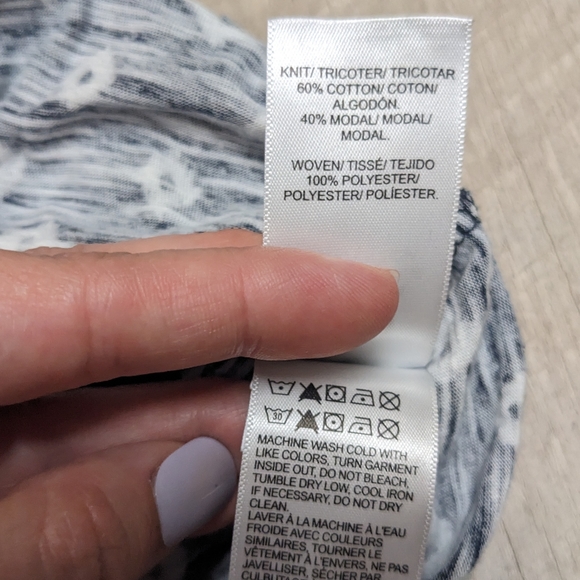 KNIT/ TRICOTER/ TRICOTAR
60% COTTON/ COTON/
ALGODÓN.
40% MODAL/ MODAL/
MODAL.
WOVEN/ TISSÉ/ TEJIDO
100% POLYESTER/
POLYESTER/ POLÍESTER.
30
MACHINE WASH COLD WITH
LIKE COLORS, TURN GARMENT
INSIDE OUT, DO NOT BLEACH,
TUMBLE DRY LOW, COOL IRON
IF NECESSARY, DO NOT DRY
CLEAN.
LAVER À LA MACHINE À L'EAU
FROIDE AVEC COULEURS
SIMILAIRES, TOURNER LE
VÊTEMENT À L'ENVERS, NE PAS
JAVELLISER, SÉCHER PAR